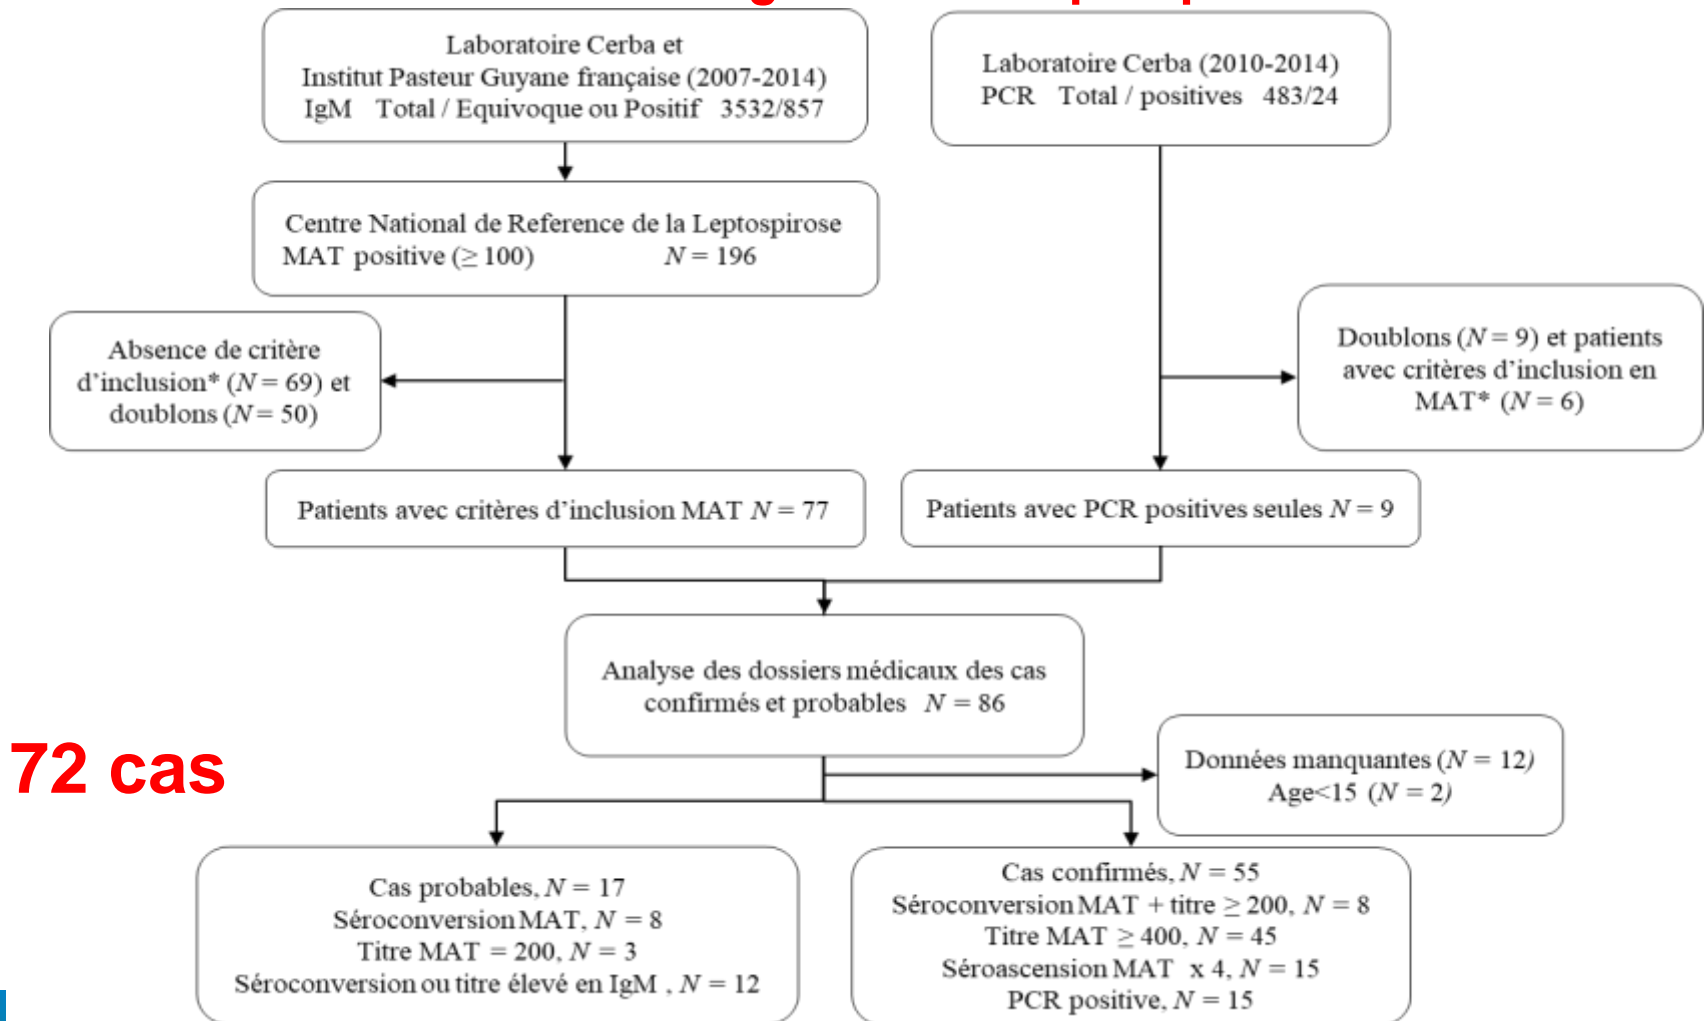 Laboratoire Cerba et
Institut Pasteur Guyane française (2007-2014)
IgM Total / Equivoque ou Positif 3532/857
Laboratoire Cerba (2010-2014)
PCR Total / positives 483/24
Centre National de Reference de la Leptospirose
MAT positive (≥ 100) N = 196
Absence de critère
d’inclusion* (N = 69) et
doublons (N = 50)
Doublons (N = 9) et patients
avec critères d’inclusion en
MAT* (N = 6)
Patients avec critères d’inclusion MAT N = 77
Patients avec PCR positives seules N = 9
Analyse des dossiers médicaux des cas
confirmés et probables N = 86
72 cas
Données manquantes (N = 12)
Age<15 (N = 2)
Cas probables, N = 17
Séroconversion MAT, N = 8
Titre MAT = 200, N = 3
Séroconversion ou titre élevé en IgM , N = 12
Cas confirmés, N = 55
Séroconversion MAT + titre ≥ 200, N = 8
Titre MAT ≥ 400, N = 45
Séroascension MAT x 4, N = 15
PCR positive, N = 15